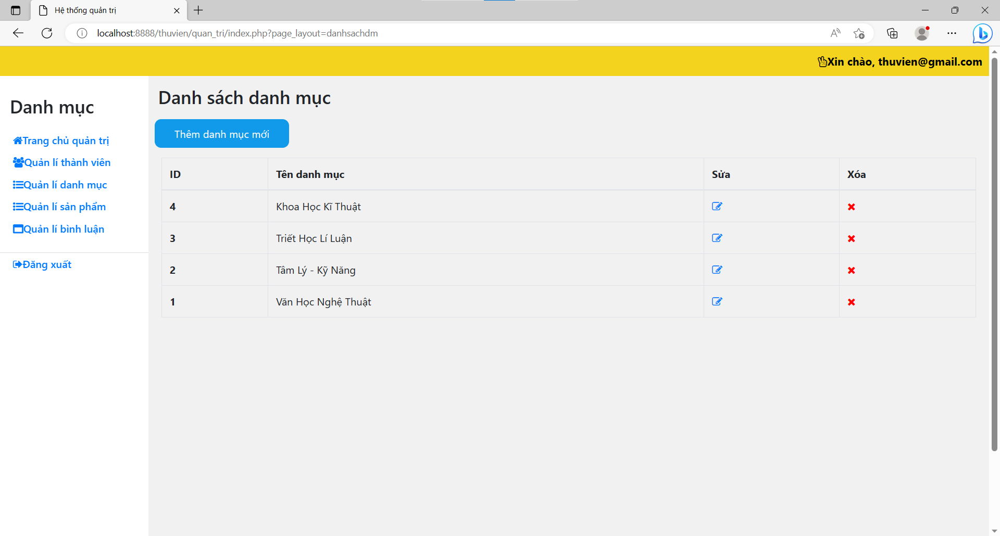 Hệ thống quản trị
localhost:8888/thuvien/quan_tri/index.php?page_layout=danhsachdm
Xin chào, thuvien@gmail.com
Danh mục
Trang chủ quản trị
Quản lí thành viên
Quản lí danh mục
Quản lí sản phẩm
Quản lí bình luận
Đăng xuất
Danh sách danh mục
Thêm danh mục mới
ID Tên danh mục Sửa Xóa
4 Khoa Học Kĩ Thuật
3 Triết Học Lí Luận
2 Tâm Lý - Kỹ Năng
1 Văn Học Nghệ Thuật